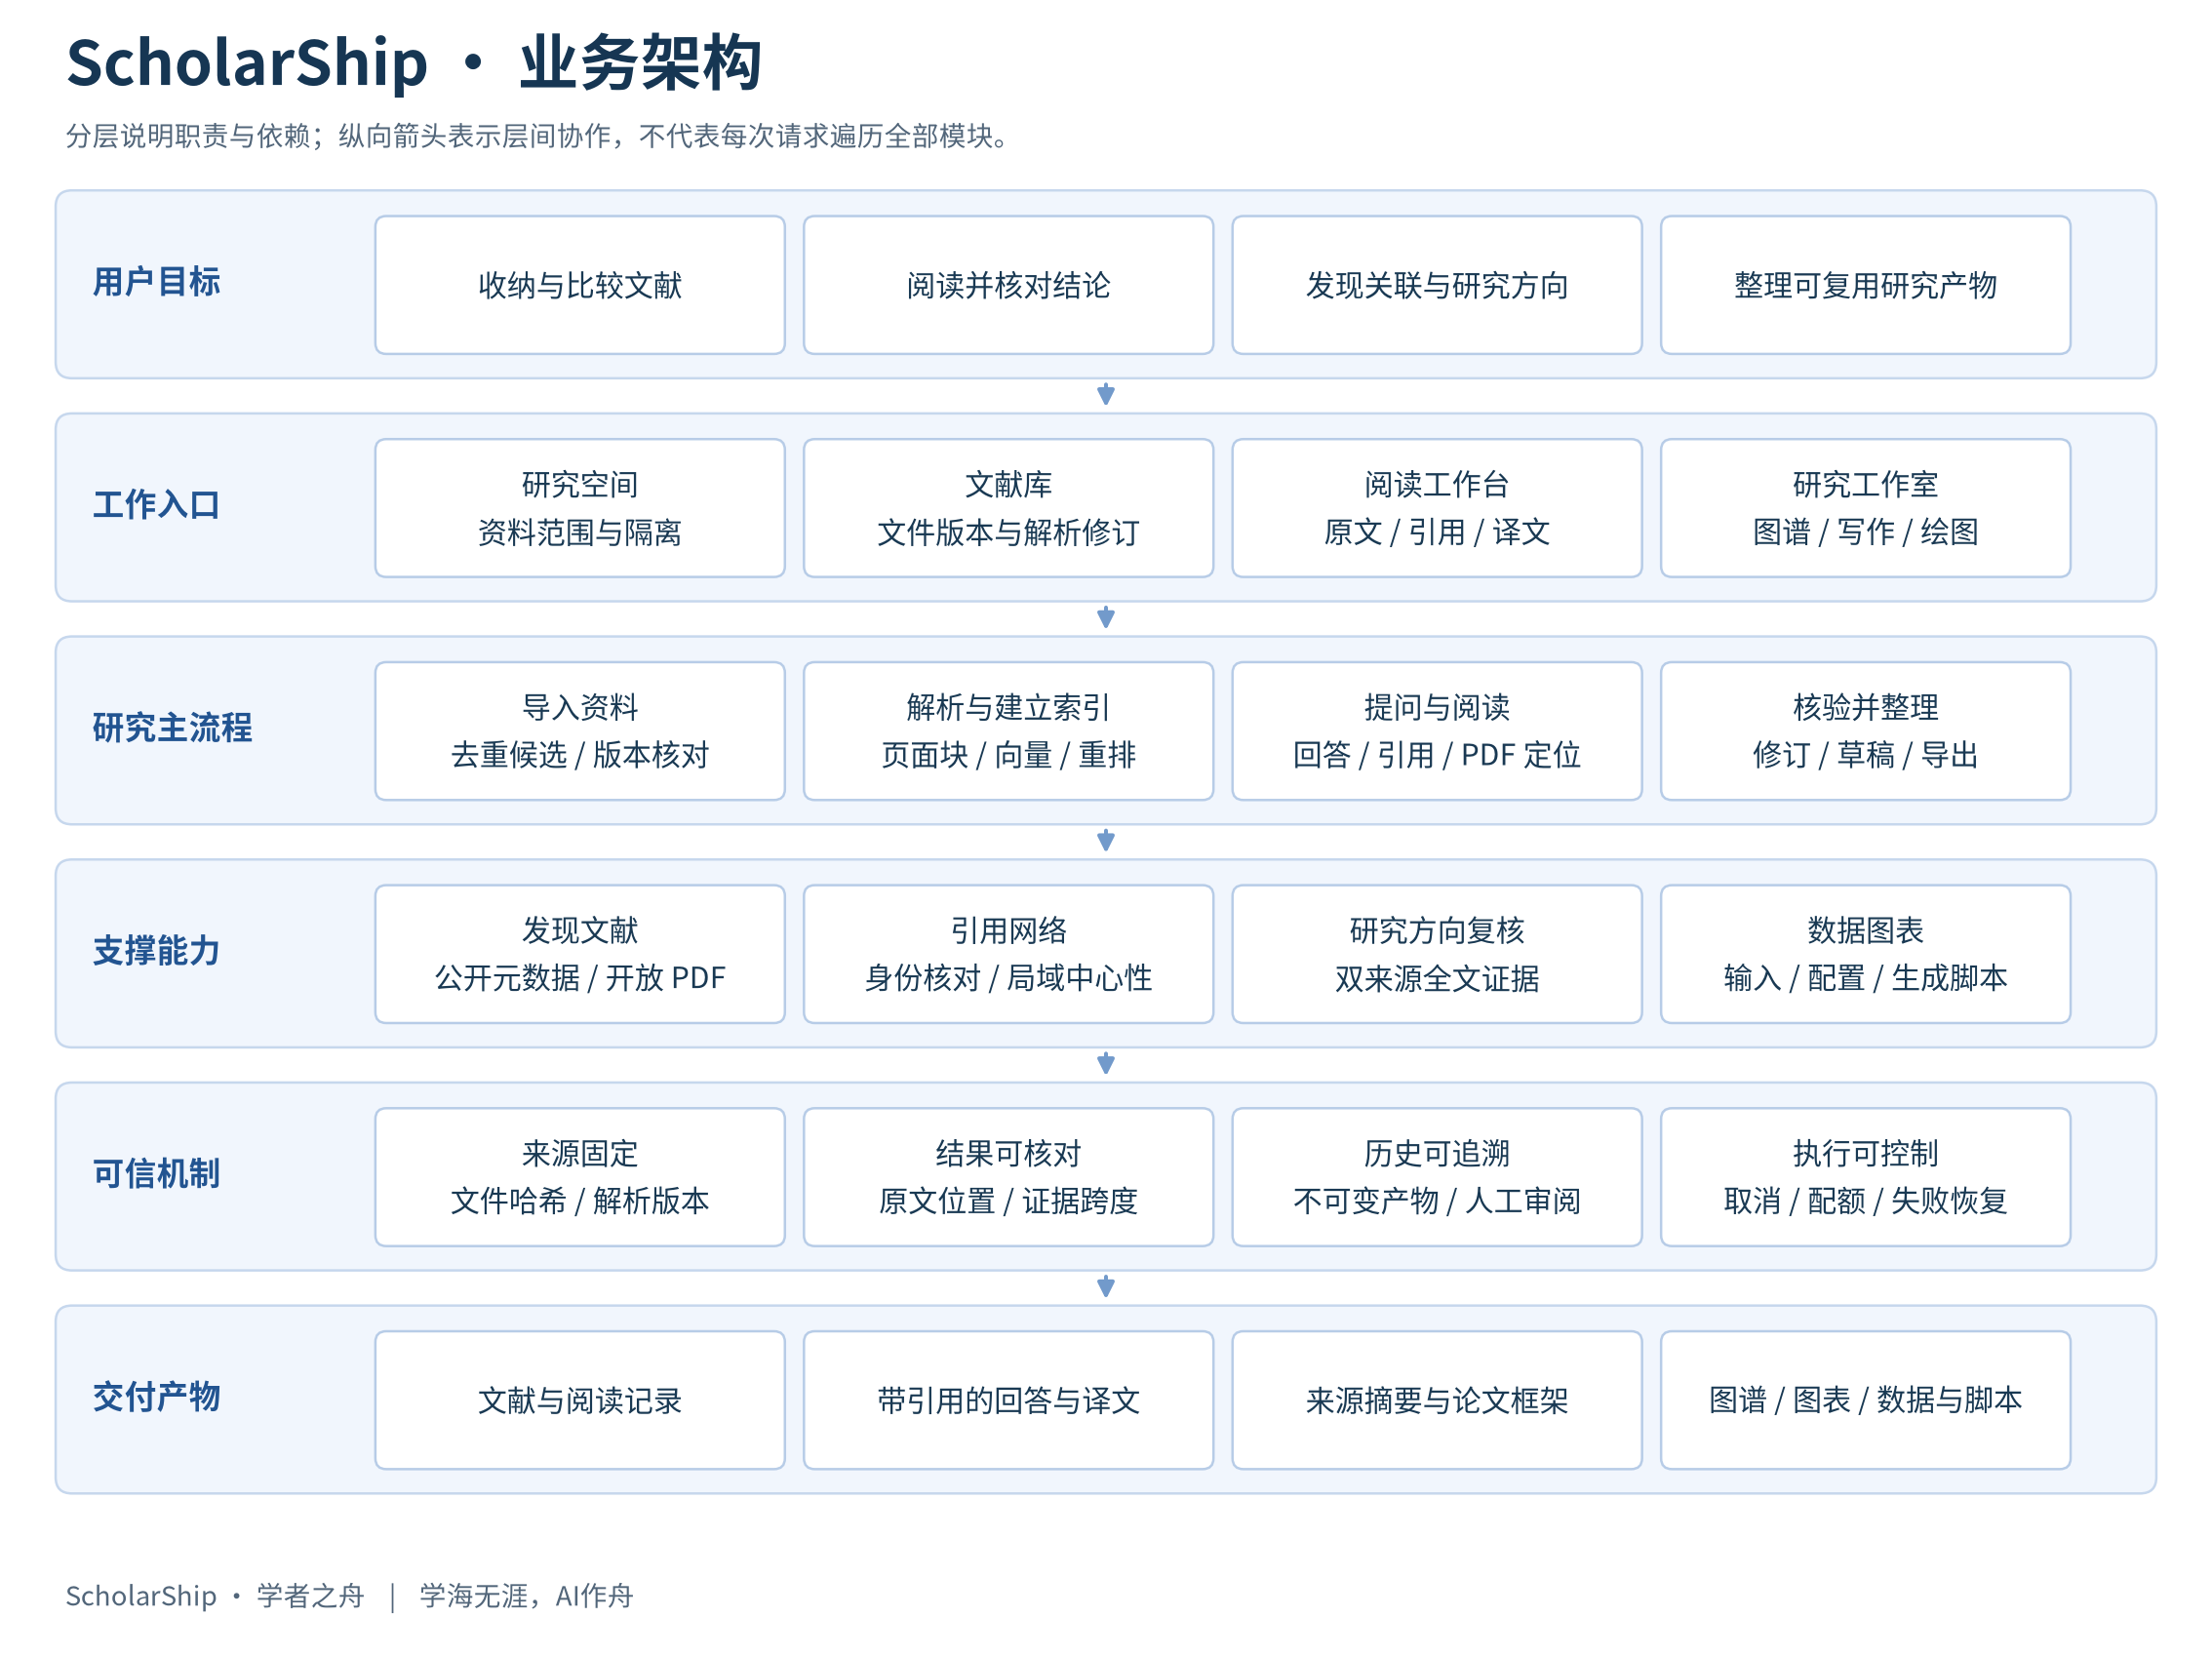 ScholarShip · 业务架构
分层说明职责与依赖；纵向箭头表示层间协作，不代表每次请求遍历全部模块。
用户目标
收纳与比较文献
阅读并核对结论
发现关联与研究方向
整理可复用研究产物
工作入口
研究空间
资料范围与隔离
文献库
文件版本与解析修订
阅读工作台
原文 / 引用 / 译文
研究工作室
图谱 / 写作 / 绘图
研究主流程
导入资料
去重候选 / 版本核对
解析与建立索引
页面块 / 向量 / 重排
提问与阅读
回答 / 引用 / PDF 定位
核验并整理
修订 / 草稿 / 导出
支撑能力
发现文献
公开元数据 / 开放 PDF
引用网络
身份核对 / 局域中心性
研究方向复核
双来源全文证据
数据图表
输入 / 配置 / 生成脚本
可信机制
来源固定
文件哈希 / 解析版本
结果可核对
原文位置 / 证据跨度
历史可追溯
不可变产物 / 人工审阅
执行可控制
取消 / 配额 / 失败恢复
交付产物
文献与阅读记录
带引用的回答与译文
来源摘要与论文框架
图谱 / 图表 / 数据与脚本
ScholarShip · 学者之舟 | 学海无涯，AI作舟